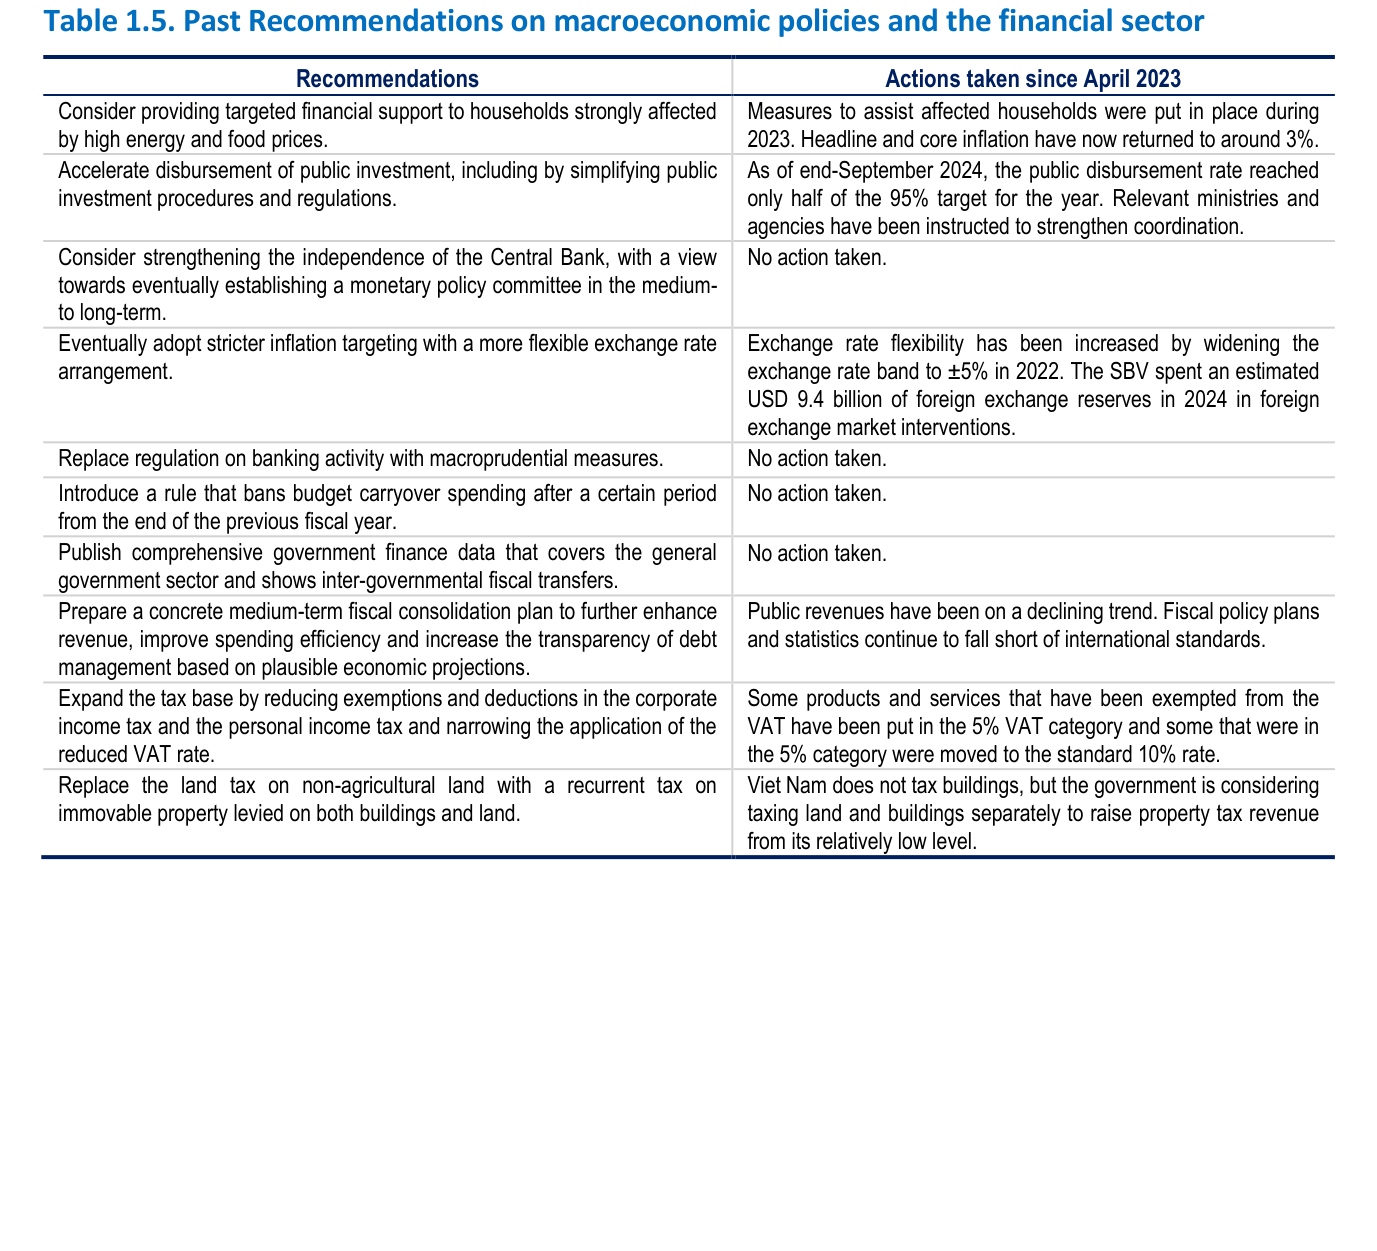 Table 1.5. Past Recommendations on macroeconomic policies and the financial sector
Recommendations
Actions taken since April 2023
Consider providing targeted financial support to households strongly affected
by high energy and food prices.
Measures to assist affected households were put in place during
2023. Headline and core inflation have now returned to around 3%.
Accelerate disbursement of public investment, including by simplifying public
investment procedures and regulations.
As of end-September 2024, the public disbursement rate reached
only half of the 95% target for the year. Relevant ministries and
agencies have been instructed to strengthen coordination.
Consider strengthening the independence of the Central Bank, with a view
towards eventually establishing a monetary policy committee in the medium-
to long-term.
No action taken.
Eventually adopt stricter inflation targeting with a more flexible exchange rate
arrangement.
Exchange rate flexibility has been increased by widening the
exchange rate band to ±5% in 2022. The SBV spent an estimated
USD 9.4 billion of foreign exchange reserves in 2024 in foreign
exchange market interventions.
Replace regulation on banking activity with macroprudential measures.
No action taken.
Introduce a rule that bans budget carryover spending after a certain period
from the end of the previous fiscal year.
No action taken.
Publish comprehensive government finance data that covers the general
government sector and shows inter-governmental fiscal transfers.
No action taken.
Prepare a concrete medium-term fiscal consolidation plan to further enhance
revenue, improve spending efficiency and increase the transparency of debt
management based on plausible economic projections.
Public revenues have been on a declining trend. Fiscal policy plans
and statistics continue to fall short of international standards.
Expand the tax base by reducing exemptions and deductions in the corporate
income tax and the personal income tax and narrowing the application of the
reduced VAT rate.
Some products and services that have been exempted from the
VAT have been put in the 5% VAT category and some that were in
the 5% category were moved to the standard 10% rate.
Replace the land tax on non-agricultural land with a recurrent tax on
immovable property levied on both buildings and land.
Viet Nam does not tax buildings, but the government is considering
taxing land and buildings separately to raise property tax revenue
from its relatively low level.